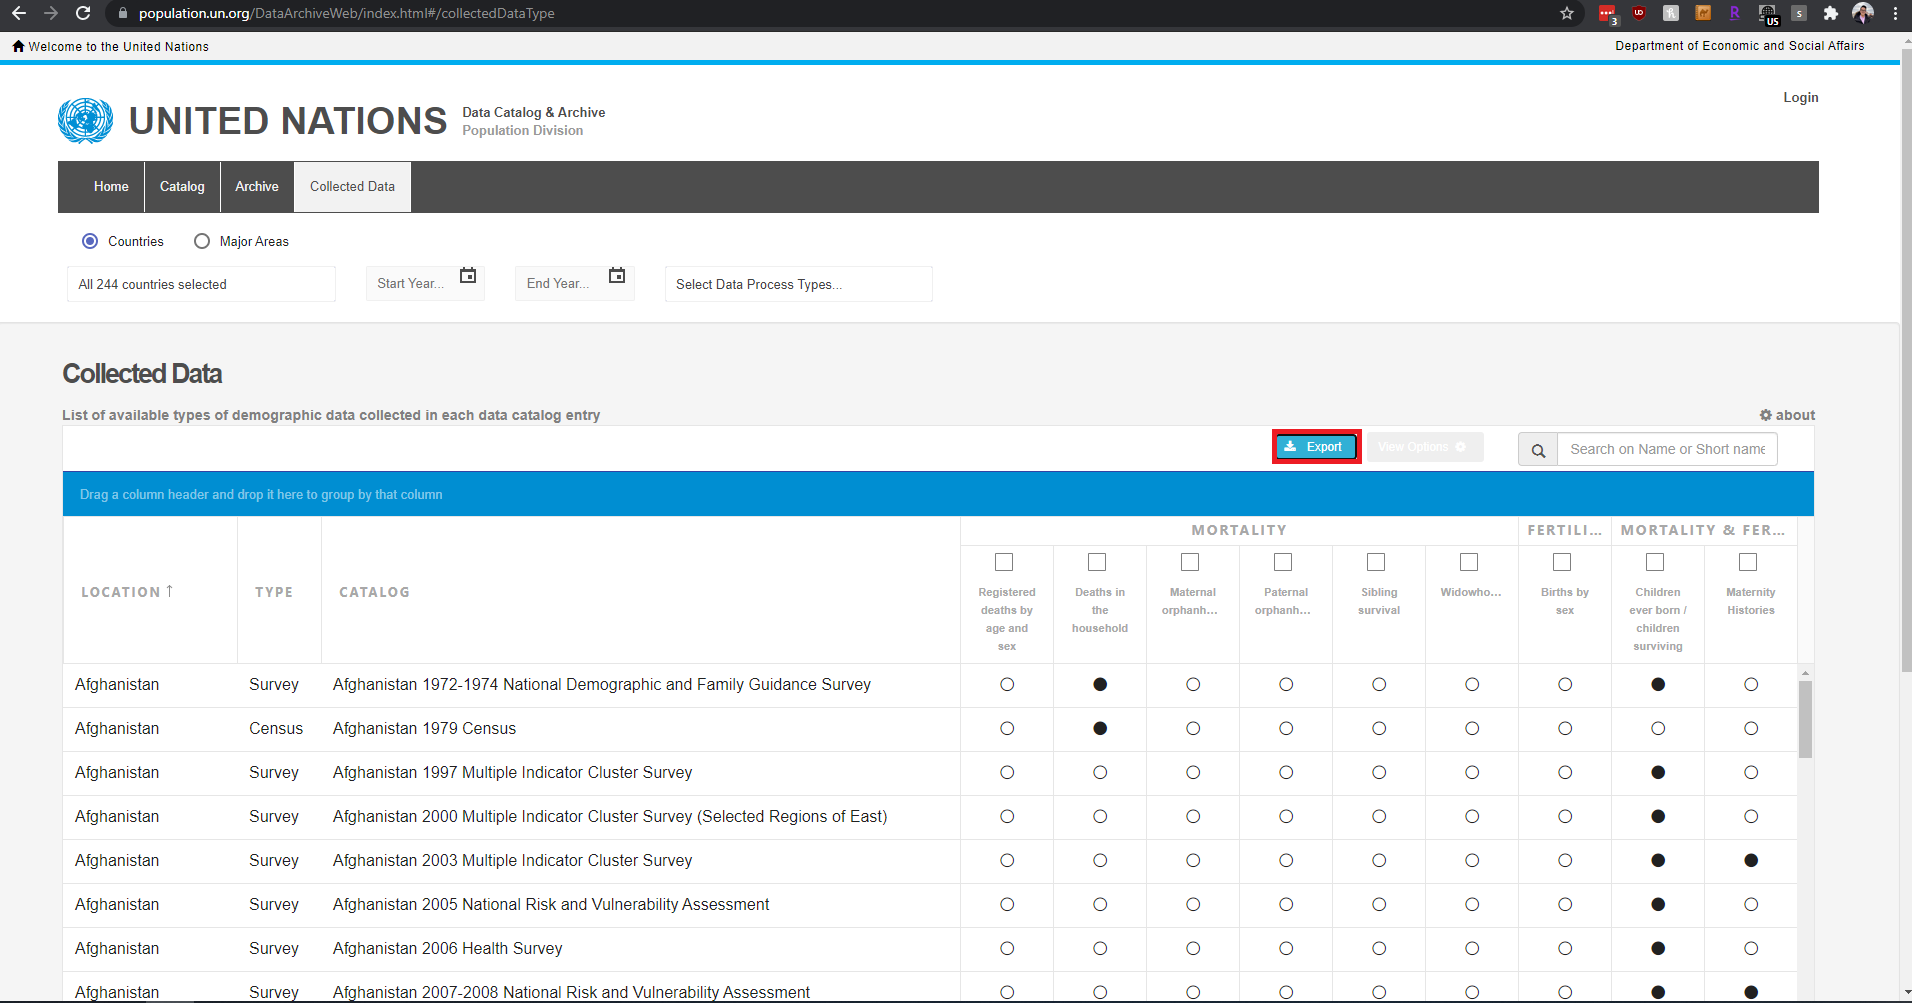 population.un.org/DataArchiveWeb/index.html#/collectedDataType
3
UD
R
US
s
Welcome to the United Nations
Department of Economic and Social Affairs
Login
UNITED NATIONS
Data Catalog & Archive
Population Division
Home
Catalog
Archive
Collected Data
Countries
Major Areas
All 244 countries selected
Start Year...
End Year...
Select Data Process Types...
Collected Data
List of available types of demographic data collected in each data catalog entry
about
Export
View Options
Search on Name or Short name
Drag a column header and drop it here to group by that column
MORTALITY
FERTILI...
MORTALITY & FER...
LOCATION ↑
TYPE
CATALOG
Registered deaths by age and sex
Deaths in the household
Maternal orphanh...
Paternal orphanh...
Sibling survival
Widowho...
Births by sex
Children ever born / children surviving
Maternity Histories
Afghanistan Survey Afghanistan 1972-1974 National Demographic and Family Guidance Survey
Afghanistan Census Afghanistan 1979 Census
Afghanistan Survey Afghanistan 1997 Multiple Indicator Cluster Survey
Afghanistan Survey Afghanistan 2000 Multiple Indicator Cluster Survey (Selected Regions of East)
Afghanistan Survey Afghanistan 2003 Multiple Indicator Cluster Survey
Afghanistan Survey Afghanistan 2005 National Risk and Vulnerability Assessment
Afghanistan Survey Afghanistan 2006 Health Survey
Afghanistan Survey Afghanistan 2007-2008 National Risk and Vulnerability Assessment